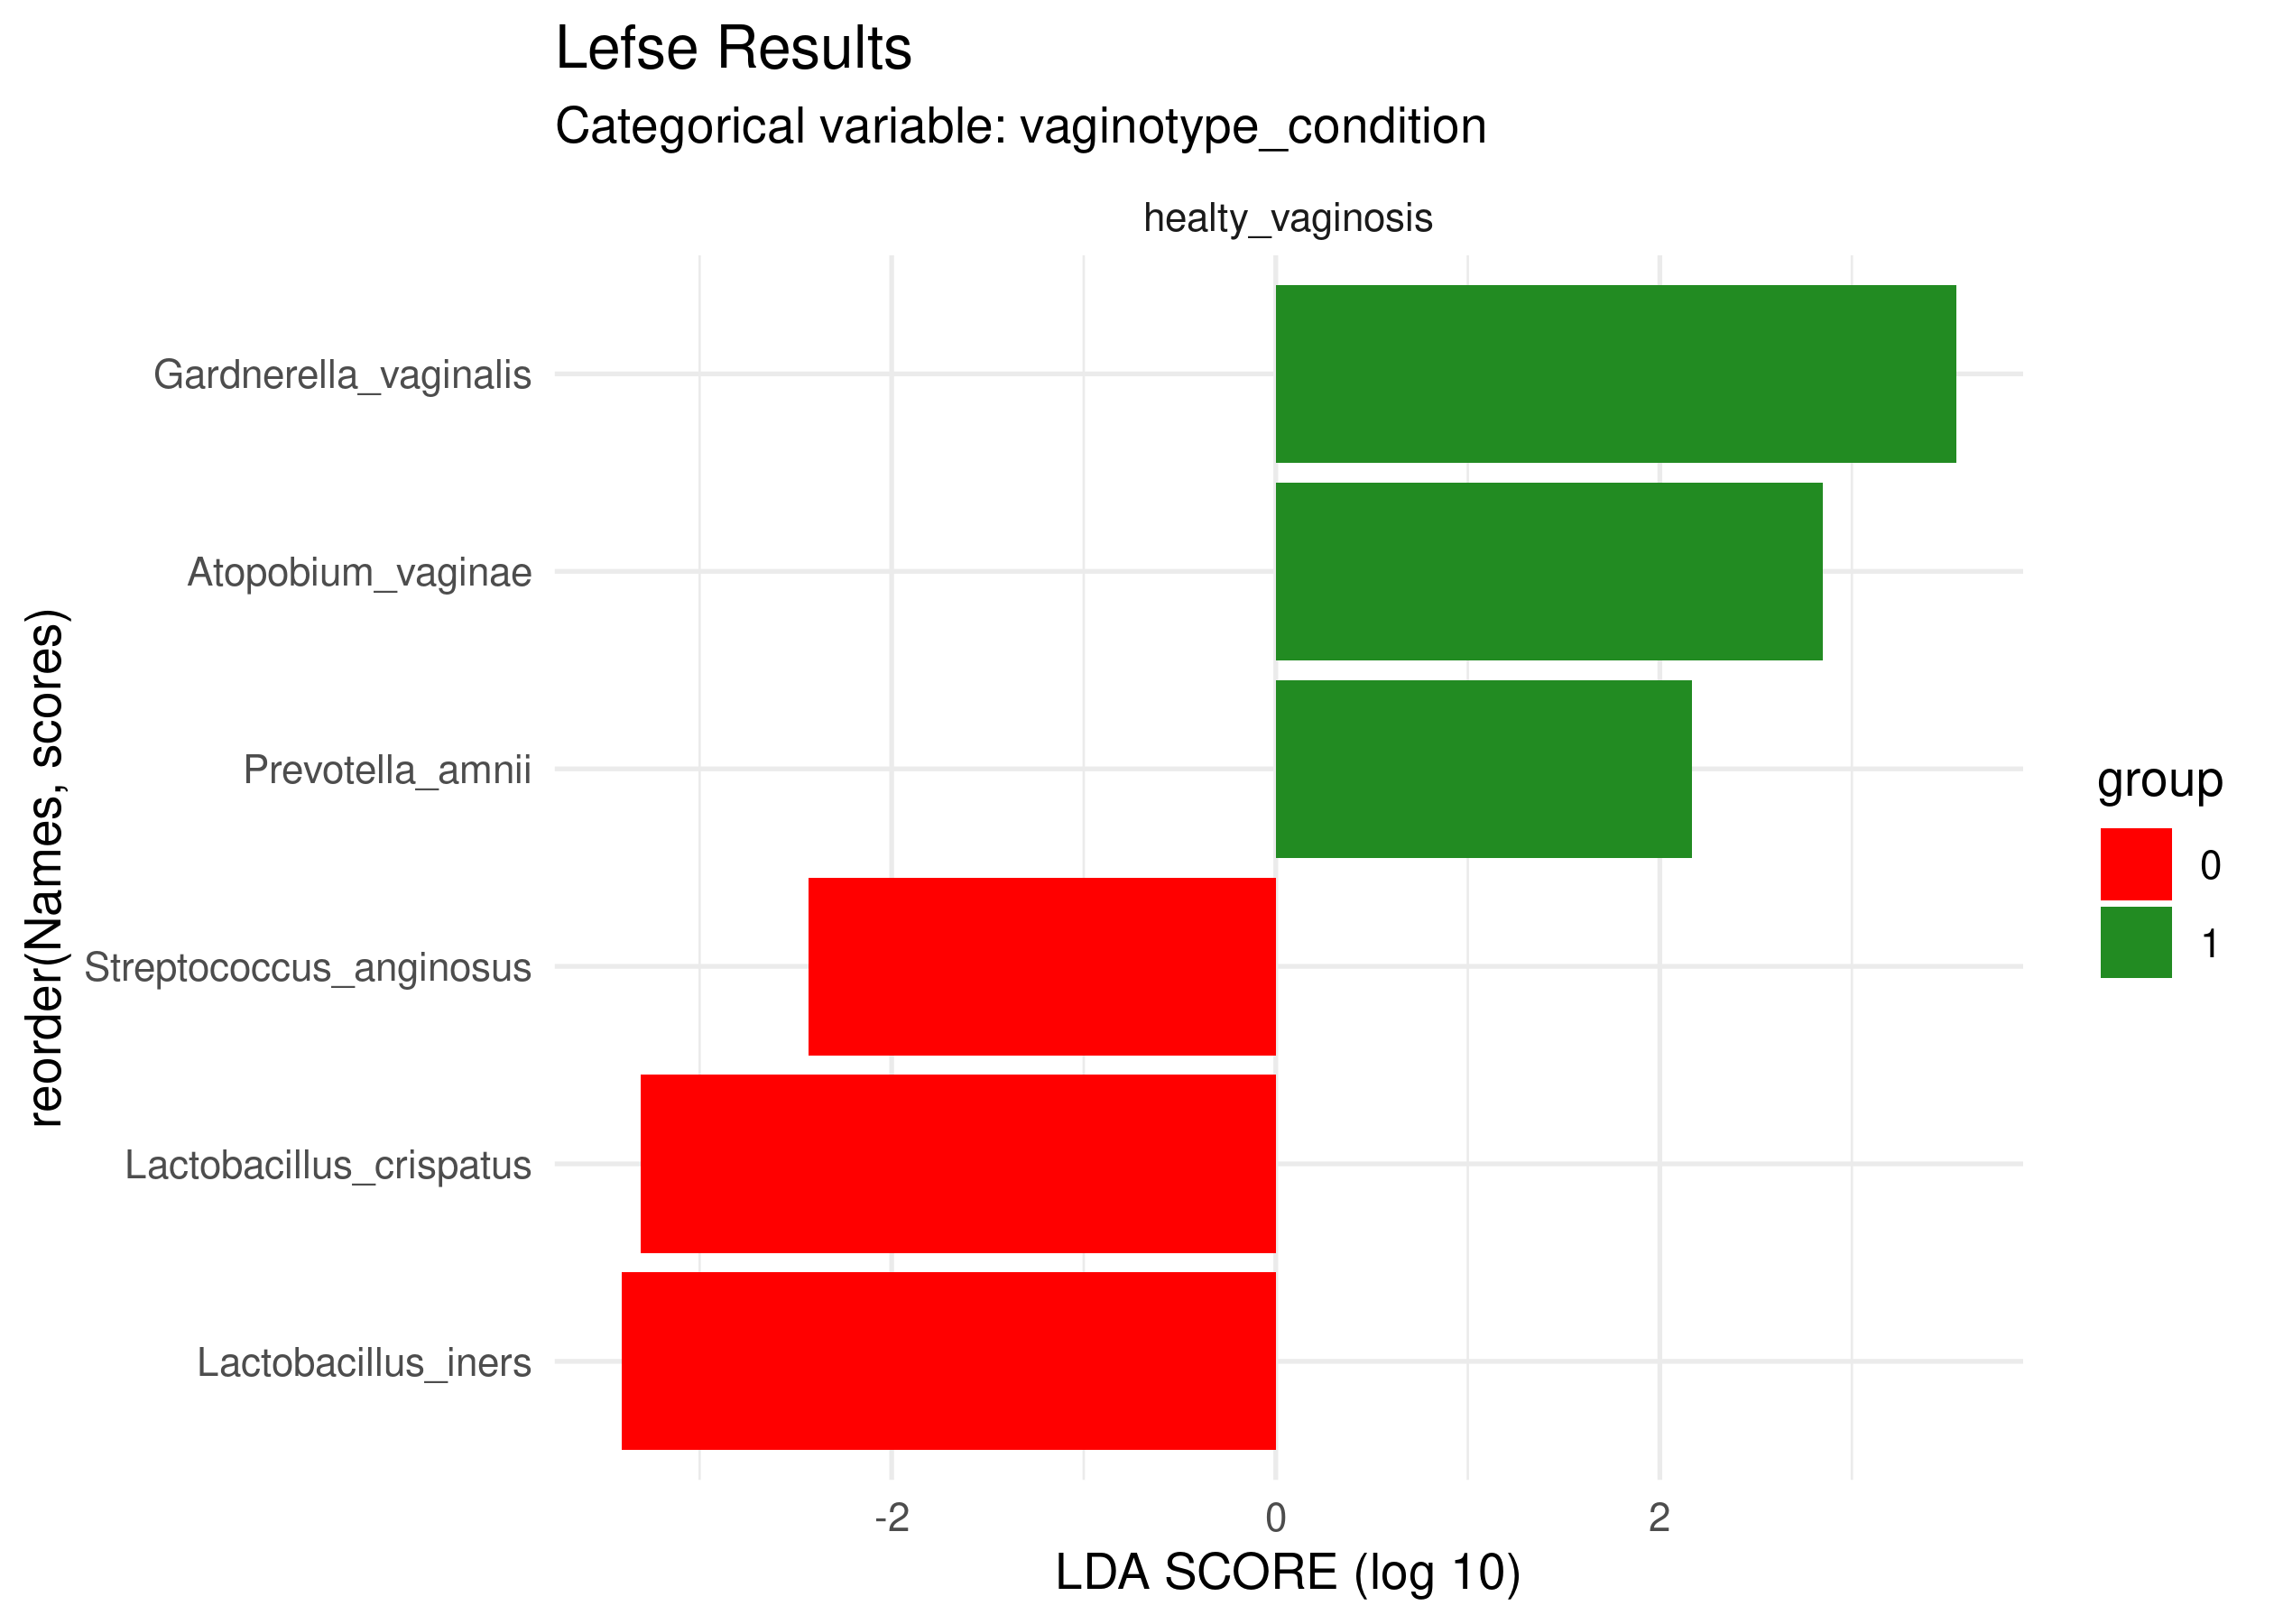 Lefse Results
Categorical variable: vaginotype_condition
healty_vaginosis
Gardnerella_vaginalis
Atopobium_vaginae
Prevotella_amnii
Streptococcus_anginosus
Lactobacillus_crispatus
Lactobacillus_iners
reorder(Names, scores)
-2 0 2
LDA SCORE (log 10)
group
0
1